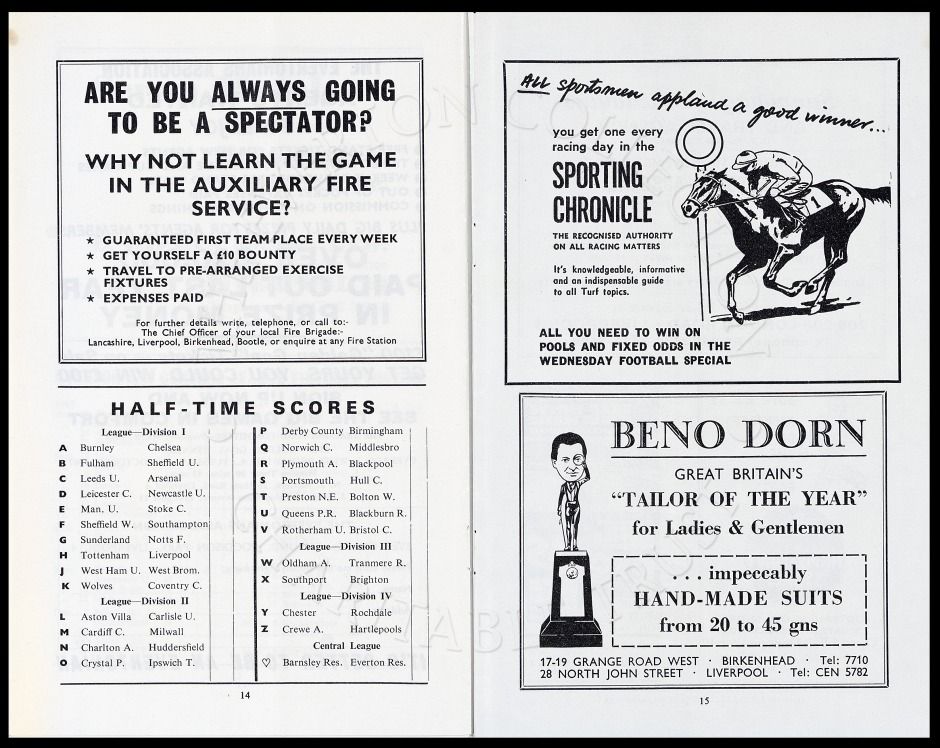 ARE YOU ALWAYS GOING
TO BE A SPECTATOR?
WHY NOT LEARN THE GAME
IN THE AUXILIARY FIRE
SERVICE?
★ GUARANTEED FIRST TEAM PLACE EVERY WEEK
★ GET YOURSELF A £10 BOUNTY
★ TRAVEL TO PRE-ARRANGED EXERCISE
FIXTURES
★ EXPENSES PAID
For further details write, telephone, or call to:-
The Chief Officer of your local Fire Brigade:-
Lancashire, Liverpool, Birkenhead, Bootle, or enquire at any Fire Station
HALF-TIME SCORES
League—Division I
A Burnley Chelsea
B Fulham Sheffield U.
C Leeds U. Arsenal
D Leicester C. Newcastle U.
E Man. U. Stoke C.
F Sheffield W. Southampton
G Sunderland Notts F.
H Tottenham Liverpool
J West Ham U. West Brom.
K Wolves Coventry C.
League—Division II
L Aston Villa Carlisle U.
M Cardiff C. Milwall
N Charlton A. Huddersfield
O Crystal P. Ipswich T.
P Derby County Birmingham
Q Norwich C. Middlesbro
R Plymouth A. Blackpool
S Portsmouth Hull C.
T Preston N.E. Bolton W.
U Queens P.R. Blackburn R.
V Rotherham U. Bristol C.
League—Division III
W Oldham A. Tranmere R.
X Southport Brighton
League—Division IV
Y Chester Rochdale
Z Crewe A. Hartlepools
Central League
♡ Barnsley Res. Everton Res.
14
ALL sportsmen applaud a good winner...
you get one every
racing day in the
SPORTING
CHRONICLE
THE RECOGNISED AUTHORITY
ON ALL RACING MATTERS
It's knowledgeable, informative
and an indispensable guide
to all Turf topics.
1
ALL YOU NEED TO WIN ON
POOLS AND FIXED ODDS IN THE
WEDNESDAY FOOTBALL SPECIAL
BENO DORN
GREAT BRITAIN'S
"TAILOR OF THE YEAR"
for Ladies & Gentlemen
. . . impeccably
HAND-MADE SUITS
from 20 to 45 gns
17-19 GRANGE ROAD WEST · BIRKENHEAD · Tel: 7710
28 NORTH JOHN STREET · LIVERPOOL · Tel: CEN 5782
15